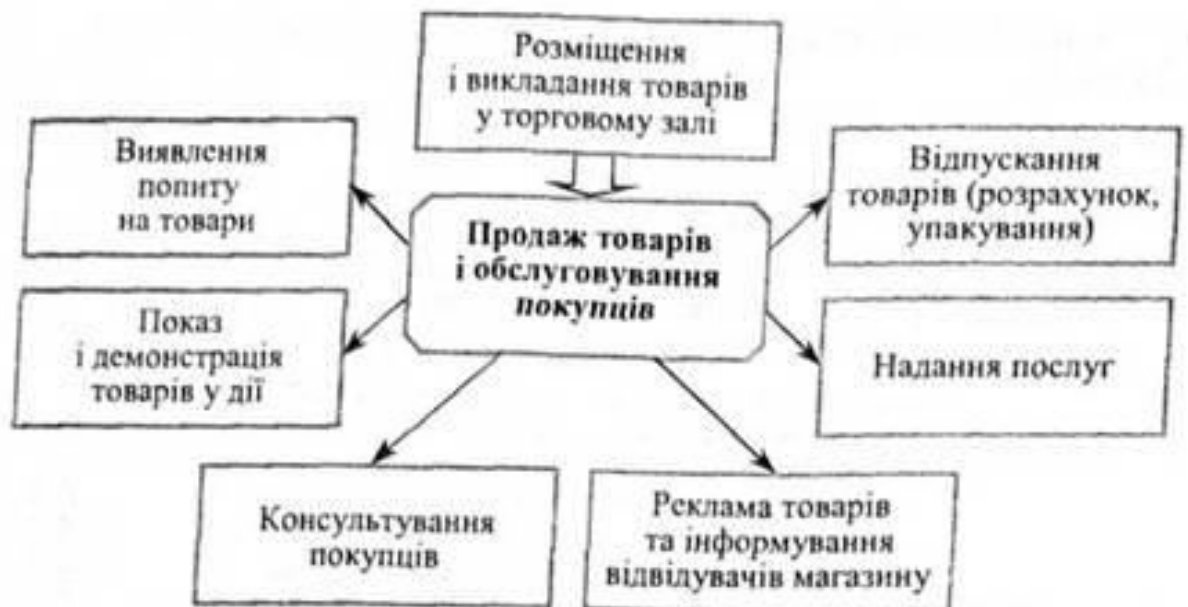 Розміщення
і викладання товарів
у торговому залі
Виявлення
попиту
на товари
Відпускання
товарів (розрахунок,
упакування)
Продаж товарів
і обслуговування
покупців
Показ
і демонстрація
товарів у дії
Надання послуг
Консультування
покупців
Реклама товарів
та інформування
відвідувачів магазину